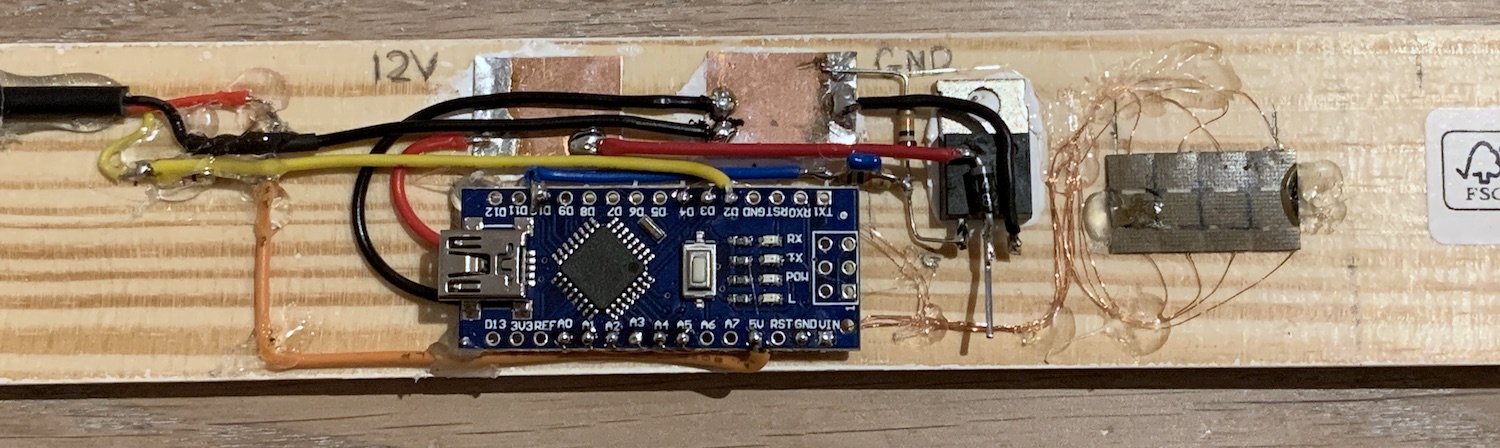 12V
GND
D12 D11 D10 D9 D8 D7 D6 D5 D4 D3 D2 GND RST RX0 TX1
RX
TX
POW
L
1
D13 3V3 REF A0 A1 A2 A3 A4 A5 A6 A7 5V RST GND VIN
FSC